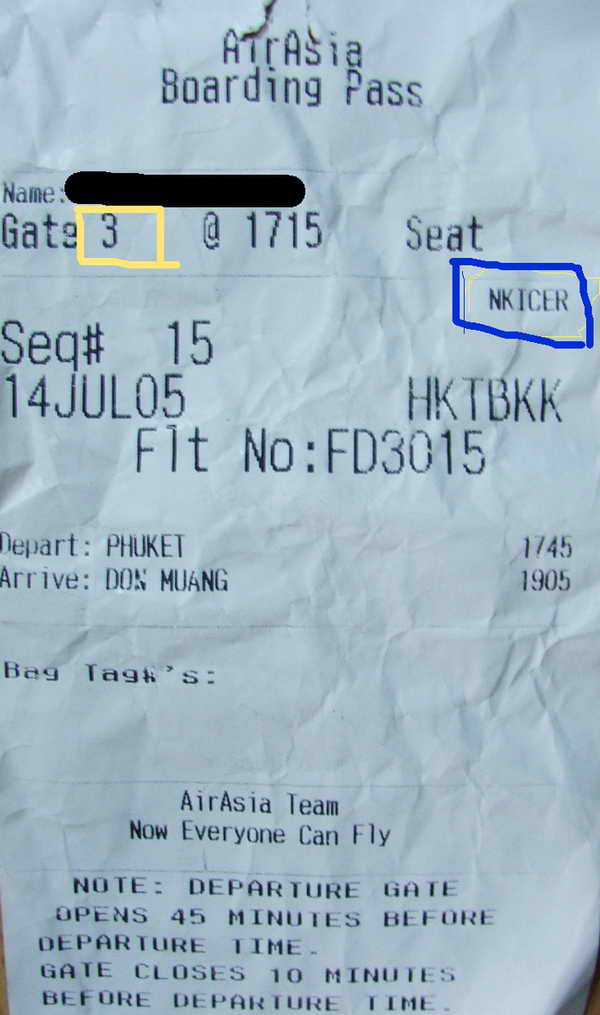 AirAsia
Boarding Pass
Name:
Gate 3 @ 1715 Seat
NKICER
Seq# 15
14JUL05 HKTBKK
Flt No:FD3015
Depart: PHUKET 1745
Arrive: DON MUANG 1905
Bag Tag#'s:
AirAsia Team
Now Everyone Can Fly
NOTE: DEPARTURE GATE
OPENS 45 MINUTES BEFORE
DEPARTURE TIME.
GATE CLOSES 10 MINUTES
BEFORE DEPARTURE TIME.